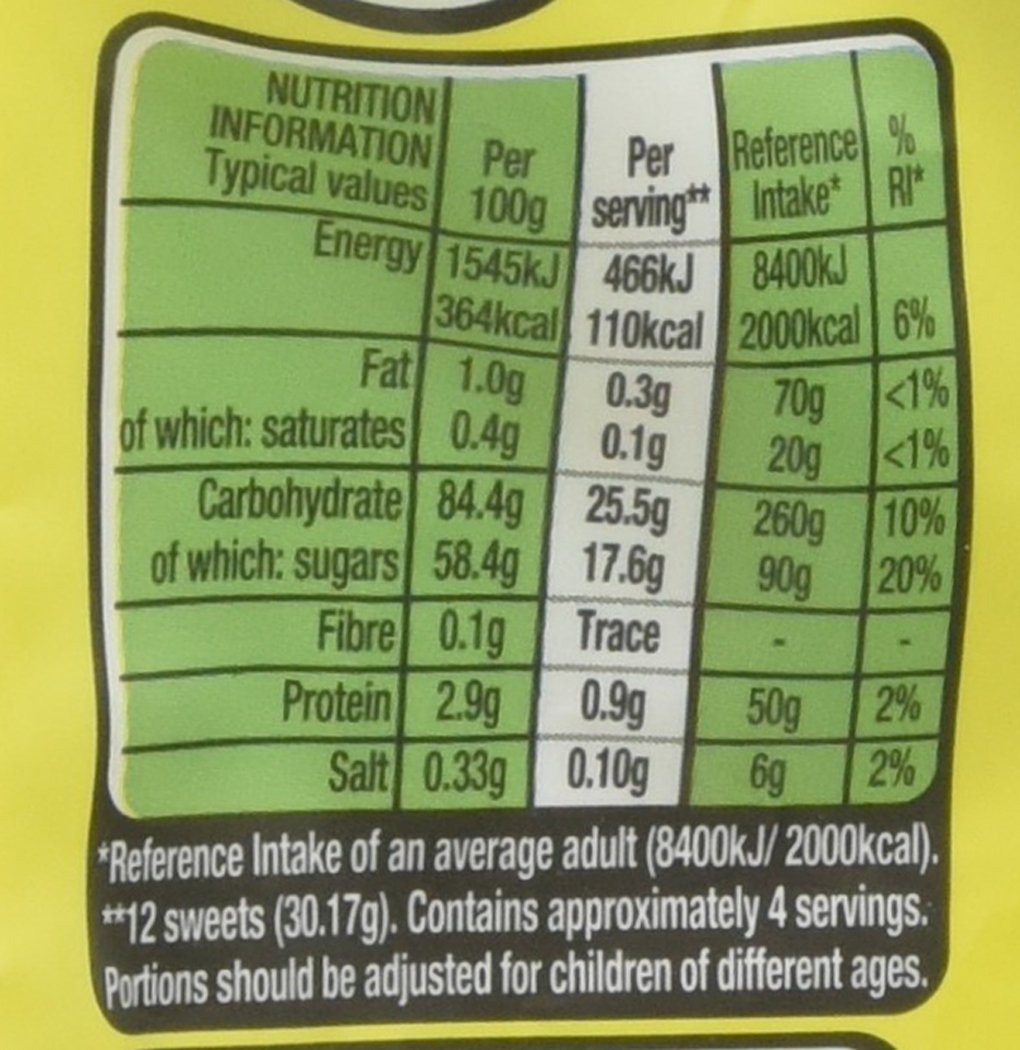 NUTRITION
INFORMATION
Typical values Per 100g Per serving** Reference Intake* % RI*
Energy 1545kJ 466kJ 8400kJ
364kcal 110kcal 2000kcal 6%
Fat 1.0g 0.3g 70g <1%
of which: saturates 0.4g 0.1g 20g <1%
Carbohydrate 84.4g 25.5g 260g 10%
of which: sugars 58.4g 17.6g 90g 20%
Fibre 0.1g Trace - -
Protein 2.9g 0.9g 50g 2%
Salt 0.33g 0.10g 6g 2%
*Reference Intake of an average adult (8400kJ/ 2000kcal).
**12 sweets (30.17g). Contains approximately 4 servings.
Portions should be adjusted for children of different ages.